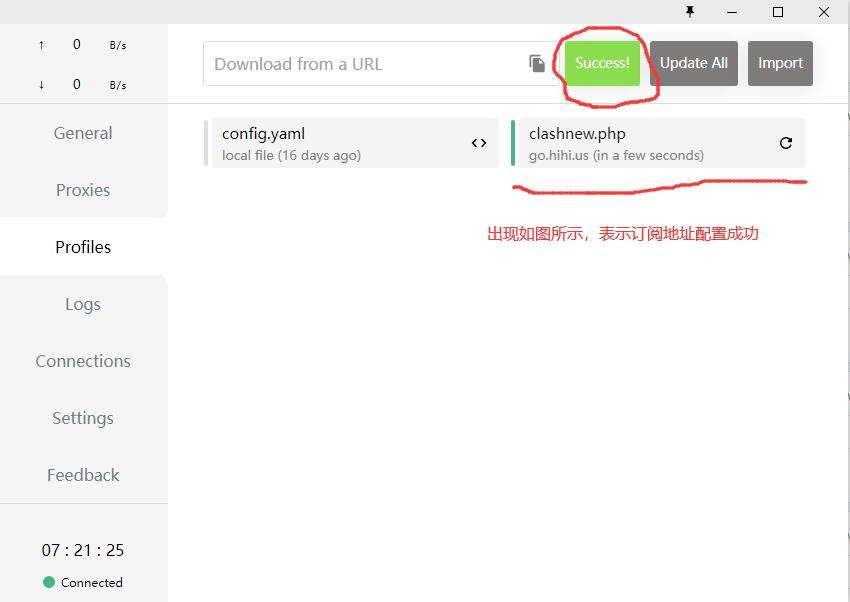 ↑ 0 B/s
↓ 0 B/s
Download from a URL
Success!
Update All
Import
General
Proxies
Profiles
Logs
Connections
Settings
Feedback
07 : 21 : 25
Connected
config.yaml
local file (16 days ago)
clashnew.php
go.hihi.us (in a few seconds)
出现如图所示，表示订阅地址配置成功